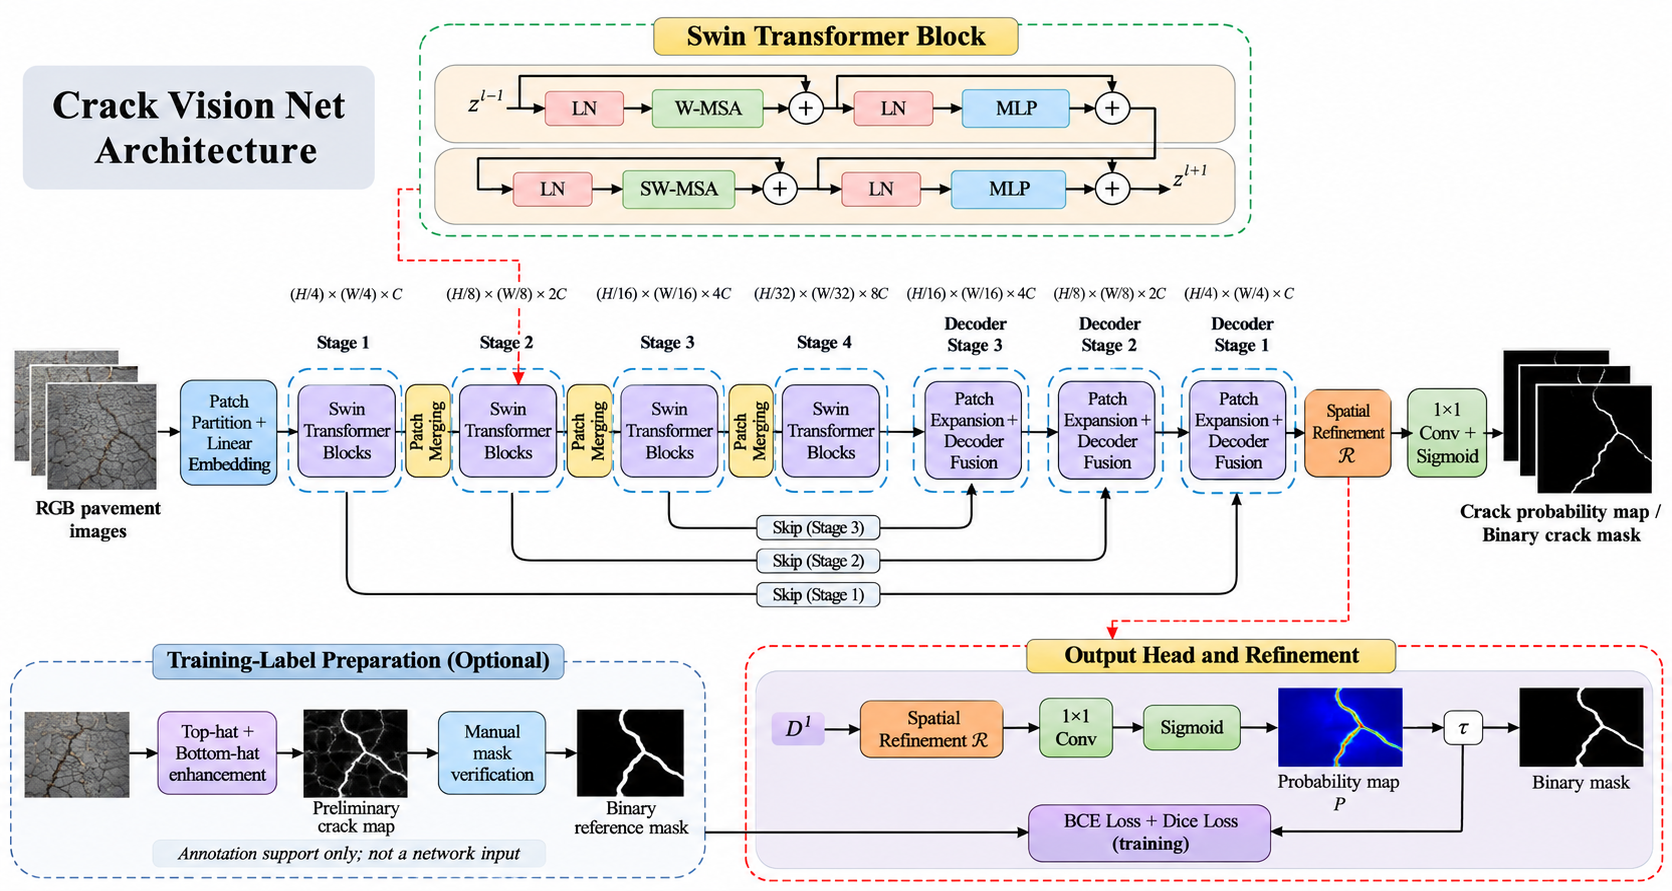 Swin Transformer Block
Crack Vision Net
Architecture
z^{l−1}
LN
W-MSA
+
LN
MLP
+
LN
SW-MSA
+
LN
MLP
+
z^{l+1}
(H/4) × (W/4) × C
(H/8) × (W/8) × 2C
(H/16) × (W/16) × 4C
(H/32) × (W/32) × 8C
(H/16) × (W/16) × 4C
(H/8) × (W/8) × 2C
(H/4) × (W/4) × C
Stage 1
Stage 2
Stage 3
Stage 4
Decoder
Stage 3
Decoder
Stage 2
Decoder
Stage 1
RGB pavement
images
Patch
Partition +
Linear
Embedding
Swin
Transformer
Blocks
Patch
Merging
Swin
Transformer
Blocks
Patch
Merging
Swin
Transformer
Blocks
Patch
Merging
Swin
Transformer
Blocks
Patch
Expansion +
Decoder
Fusion
Patch
Expansion +
Decoder
Fusion
Patch
Expansion +
Decoder
Fusion
Spatial
Refinement
ℛ
1×1
Conv +
Sigmoid
Crack probability map /
Binary crack mask
Skip (Stage 3)
Skip (Stage 2)
Skip (Stage 1)
Training-Label Preparation (Optional)
Top-hat +
Bottom-hat
enhancement
Preliminary
crack map
Manual
mask
verification
Binary
reference mask
Annotation support only; not a network input
Output Head and Refinement
D^1
Spatial
Refinement ℛ
1×1
Conv
Sigmoid
Probability map
P
τ
Binary mask
BCE Loss + Dice Loss
(training)